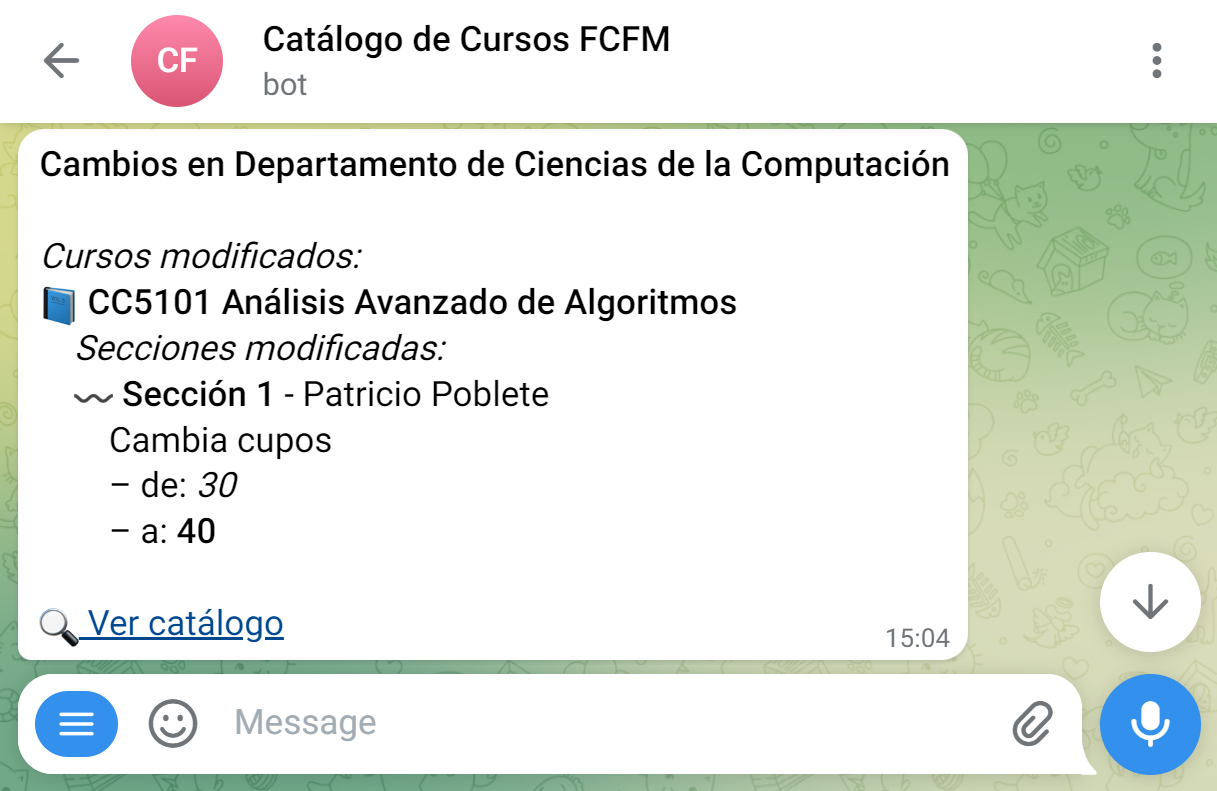 CF
Catálogo de Cursos FCFM
bot
Cambios en Departamento de Ciencias de la Computación
Cursos modificados:
📘 CC5101 Análisis Avanzado de Algoritmos
Secciones modificadas:
〰 Sección 1 - Patricio Poblete
Cambia cupos
– de: 30
– a: 40
🔍 Ver catálogo
15:04
Message